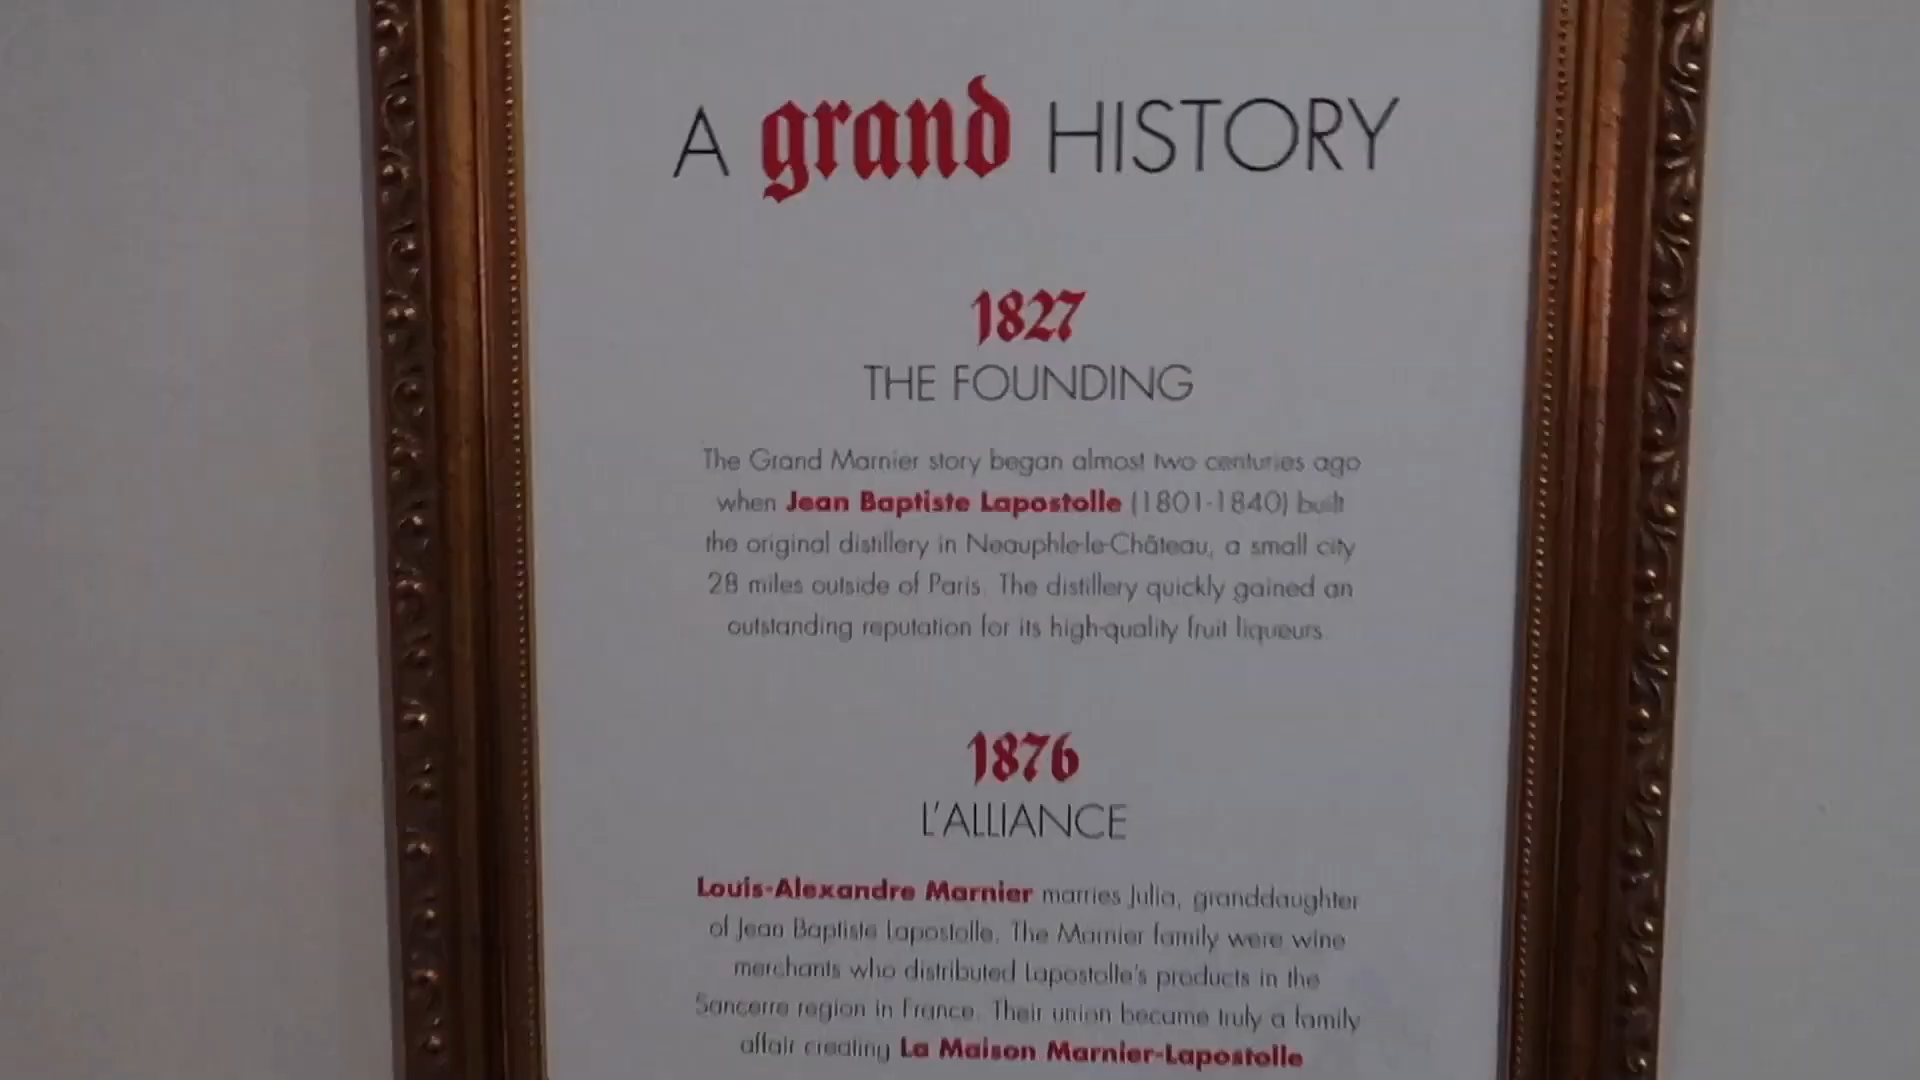 A grand HISTORY
1827
THE FOUNDING
The Grand Marnier story began almost two centuries ago
when Jean Baptiste Lapostolle (1801-1840) built
the original distillery in Neauphle-le-Château, a small city
28 miles outside of Paris. The distillery quickly gained an
outstanding reputation for its high-quality fruit liqueurs.
1876
L'ALLIANCE
Louis-Alexandre Marnier marries Julia, granddaughter
of Jean Baptiste Lapostolle. The Marnier family were wine
merchants who distributed Lapostolle's products in the
Sancerre region in France. Their union became truly a family
affair creating La Maison Marnier-Lapostolle